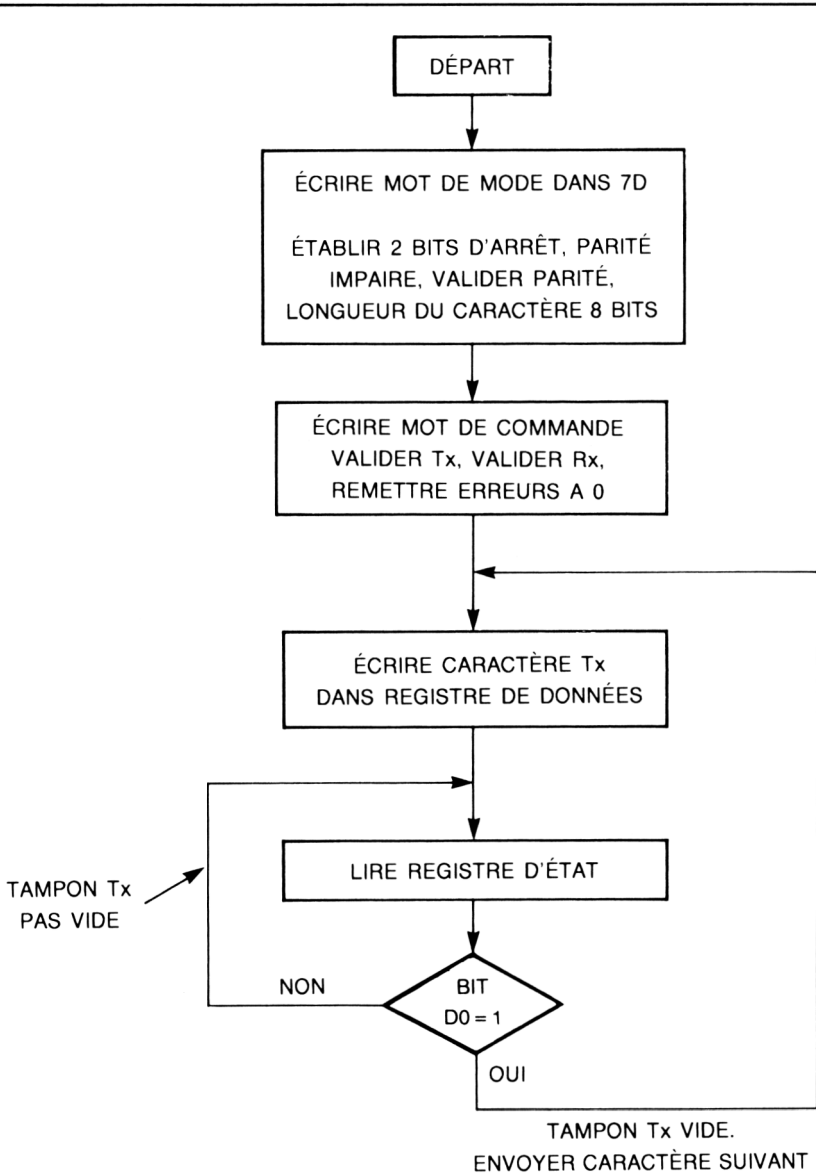 DÉPART
ÉCRIRE MOT DE MODE DANS 7D
ÉTABLIR 2 BITS D'ARRÊT, PARITÉ
IMPAIRE, VALIDER PARITÉ,
LONGUEUR DU CARACTÈRE 8 BITS
ÉCRIRE MOT DE COMMANDE
VALIDER Tx, VALIDER Rx,
REMETTRE ERREURS A 0
ÉCRIRE CARACTÈRE Tx
DANS REGISTRE DE DONNÉES
LIRE REGISTRE D'ÉTAT
TAMPON Tx
PAS VIDE
NON
BIT
D0 = 1
OUI
TAMPON Tx VIDE.
ENVOYER CARACTÈRE SUIVANT